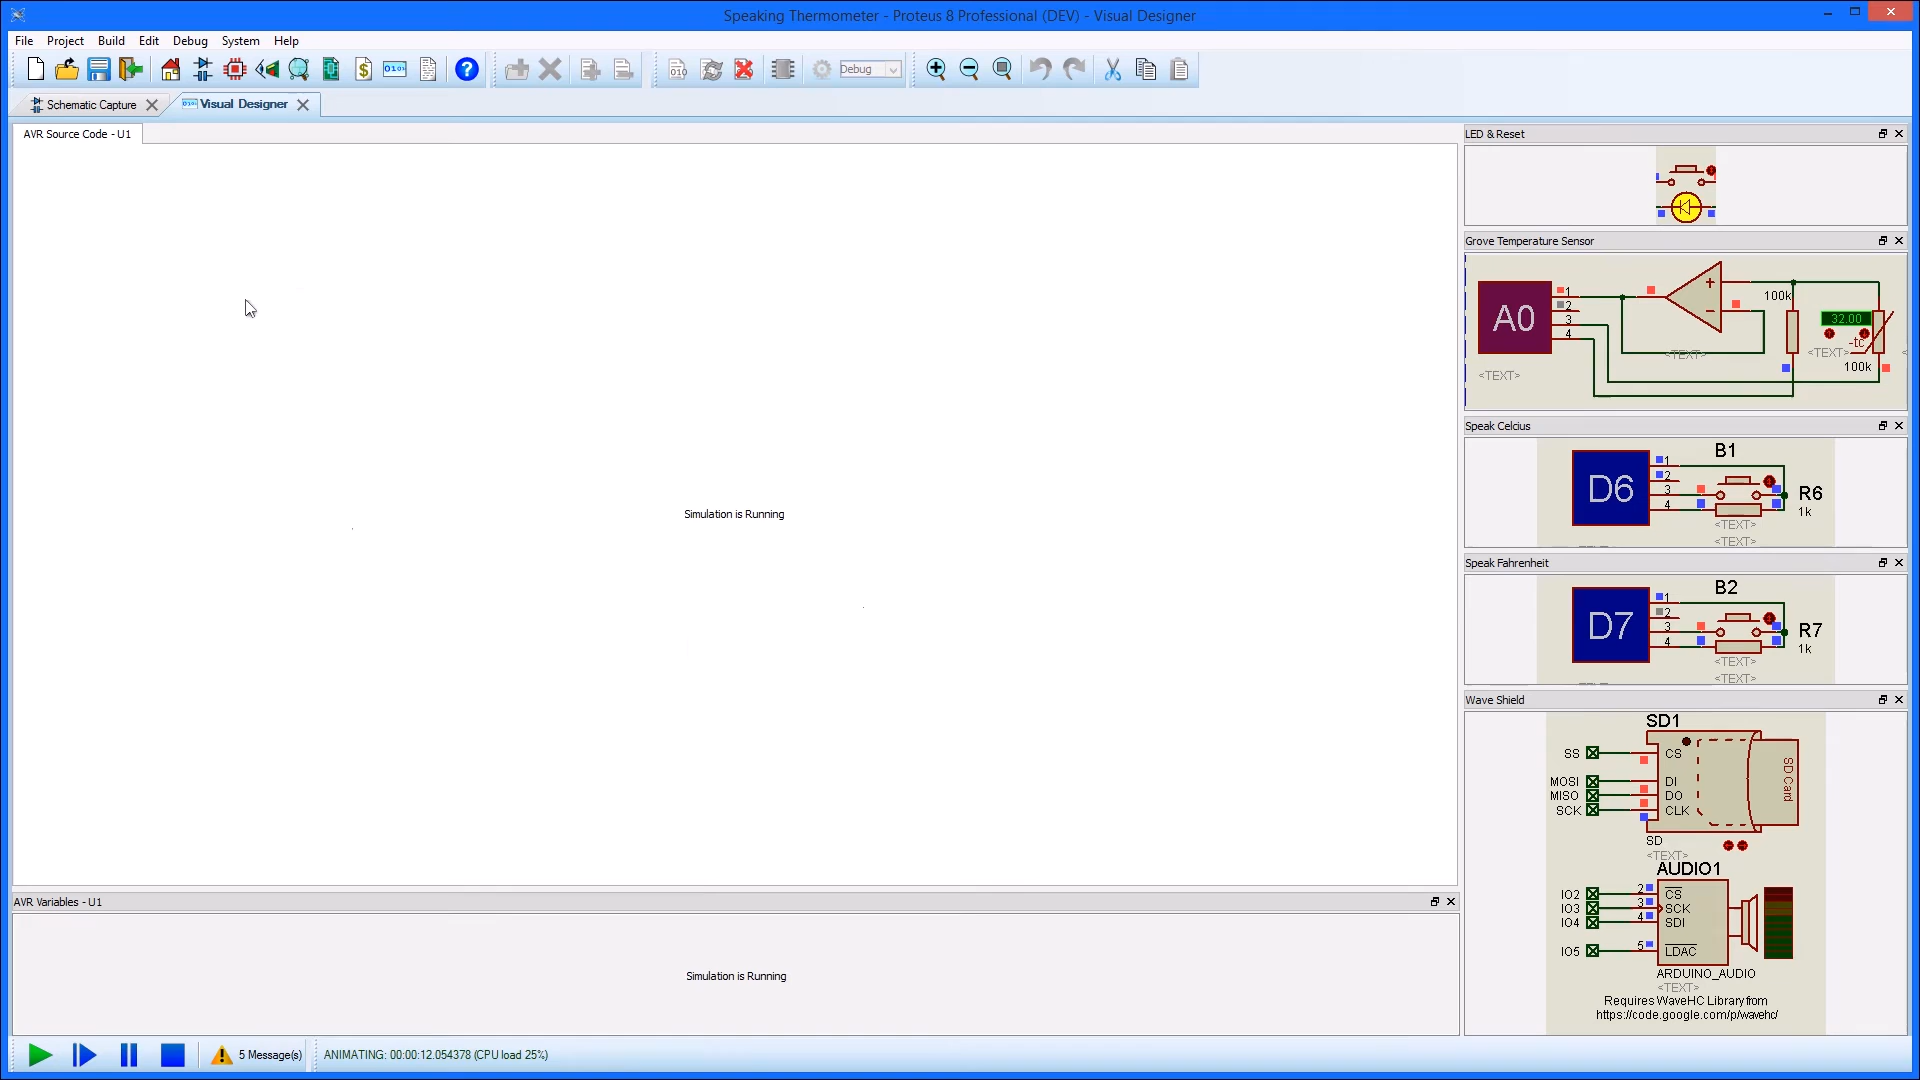 Speaking Thermometer - Proteus 8 Professional (DEV) - Visual Designer
File Project Build Edit Debug System Help
Debug
Schematic Capture
Visual Designer
AVR Source Code - U1
Simulation is Running
AVR Variables - U1
Simulation is Running
5 Message(s)
ANIMATING: 00:00:12.054378 (CPU load 25%)
LED & Reset
Grove Temperature Sensor
A0
1
2
3
4
<TEXT>
+
-
<TEXT>
100k
32.00
-tc
<TEXT>
100k
Speak Celcius
D6
1
2
3
4
B1
R6
1k
<TEXT>
<TEXT>
Speak Fahrenheit
D7
1
2
3
4
B2
R7
1k
<TEXT>
<TEXT>
Wave Shield
SD1
SS CS
MOSI DI
MISO DO
SCK CLK
SD Card
SD
<TEXT>
AUDIO1
IO2 2 CS
IO3 3 SCK
IO4 4 SDI
IO5 5 LDAC
ARDUINO_AUDIO
<TEXT>
Requires WaveHC Library from
https://code.google.com/p/wavehc/